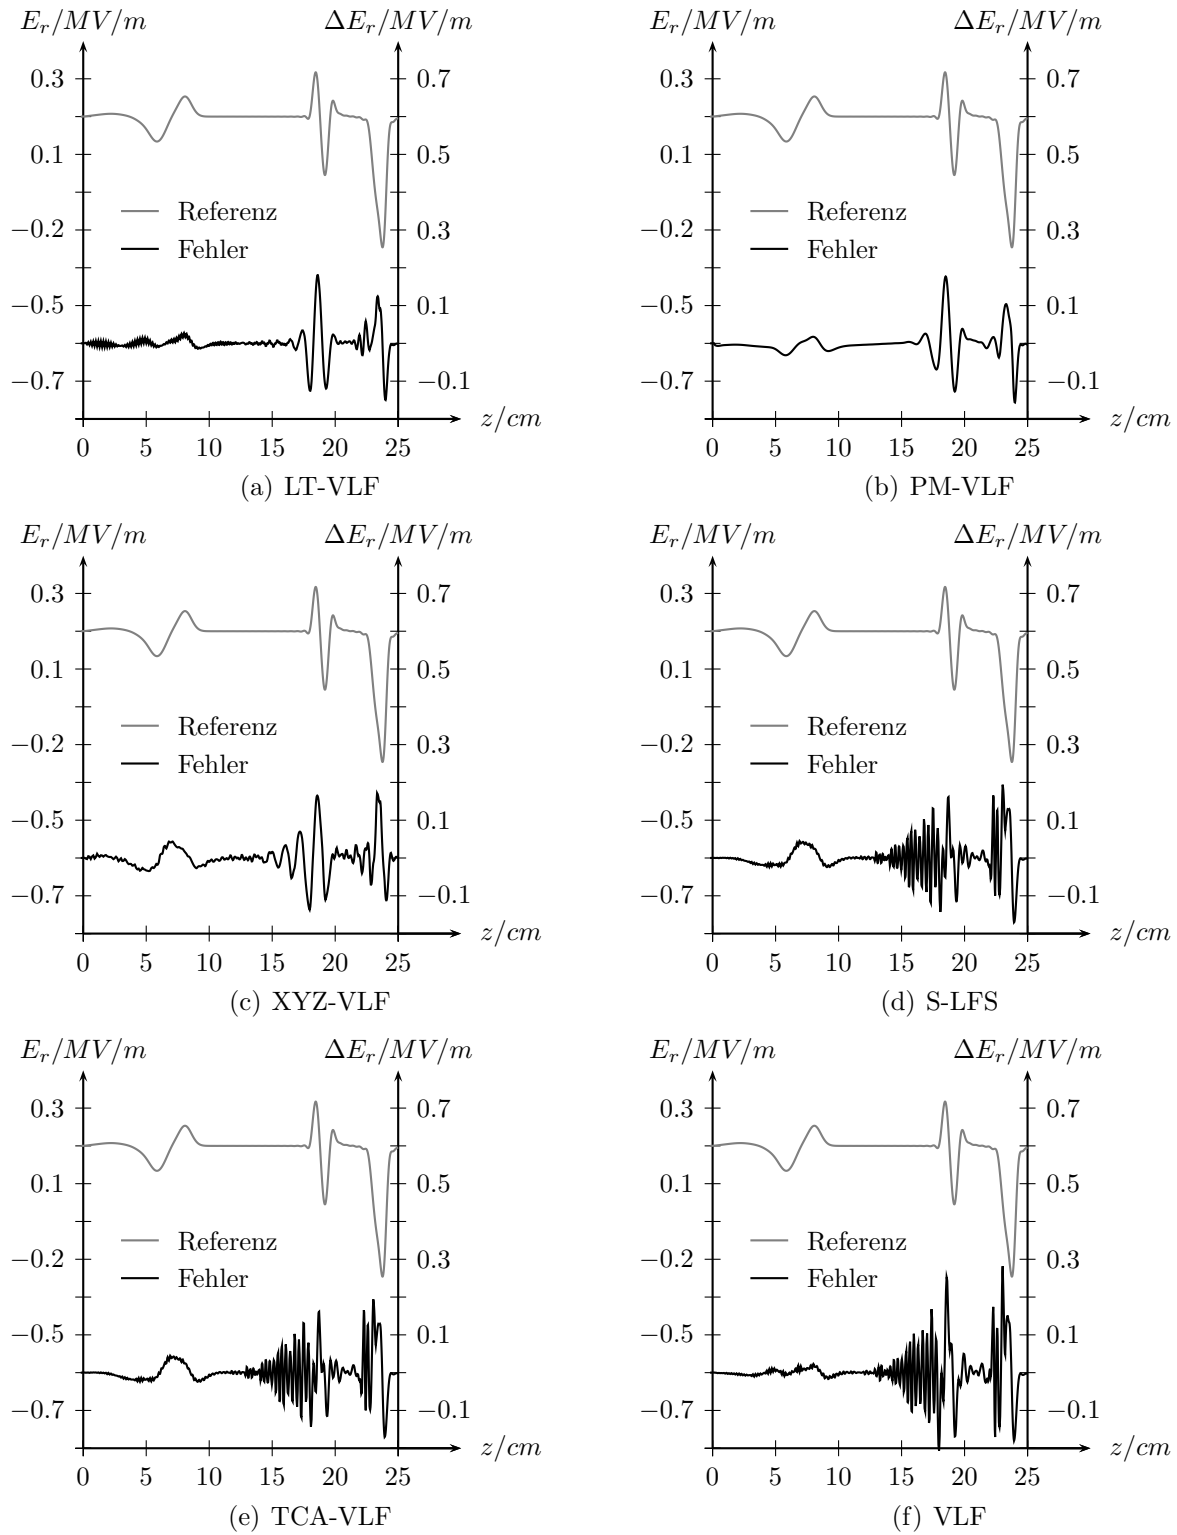 E_r/MV/m ΔE_r/MV/m E_r/MV/m ΔE_r/MV/m
0.3 0.7 0.3 0.7
0.1 0.5 0.1 0.5
Referenz Referenz
−0.2 0.3 −0.2 0.3
Fehler Fehler
−0.5 0.1 −0.5 0.1
−0.7 −0.1 −0.7 −0.1
z/cm z/cm
0 5 10 15 20 25 0 5 10 15 20 25
(a) LT-VLF (b) PM-VLF
E_r/MV/m ΔE_r/MV/m E_r/MV/m ΔE_r/MV/m
0.3 0.7 0.3 0.7
0.1 0.5 0.1 0.5
Referenz Referenz
−0.2 0.3 −0.2 0.3
Fehler Fehler
−0.5 0.1 −0.5 0.1
−0.7 −0.1 −0.7 −0.1
z/cm z/cm
0 5 10 15 20 25 0 5 10 15 20 25
(c) XYZ-VLF (d) S-LFS
E_r/MV/m ΔE_r/MV/m E_r/MV/m ΔE_r/MV/m
0.3 0.7 0.3 0.7
0.1 0.5 0.1 0.5
Referenz Referenz
−0.2 0.3 −0.2 0.3
Fehler Fehler
−0.5 0.1 −0.5 0.1
−0.7 −0.1 −0.7 −0.1
z/cm z/cm
0 5 10 15 20 25 0 5 10 15 20 25
(e) TCA-VLF (f) VLF